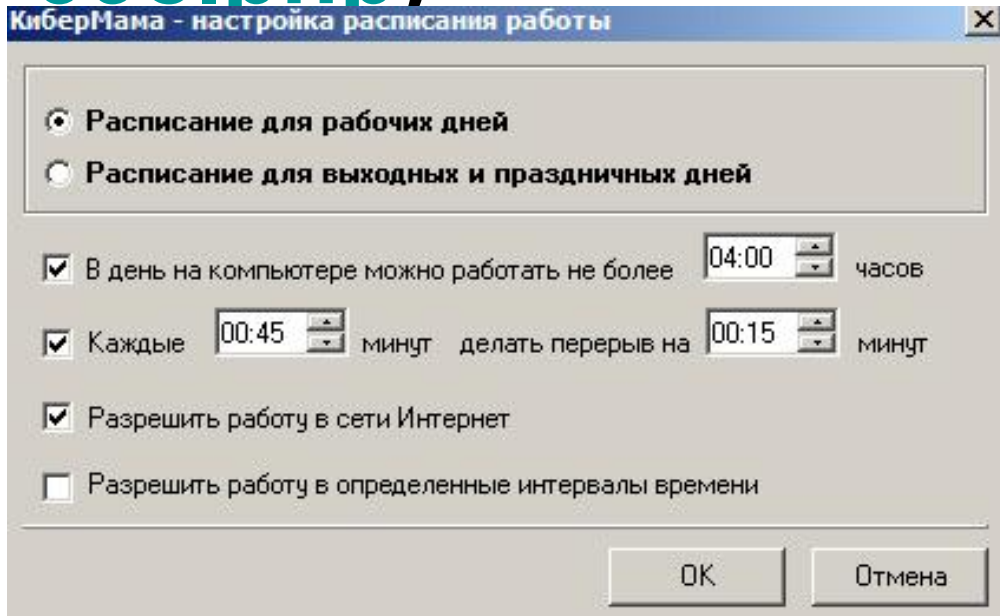 КиберМама - настройка расписания работы
Расписание для рабочих дней
Расписание для выходных и праздничных дней
В день на компьютере можно работать не более 04:00 часов
Каждые 00:45 минут делать перерыв на 00:15 минут
Разрешить работу в сети Интернет
Разрешить работу в определенные интервалы времени
OK Отмена